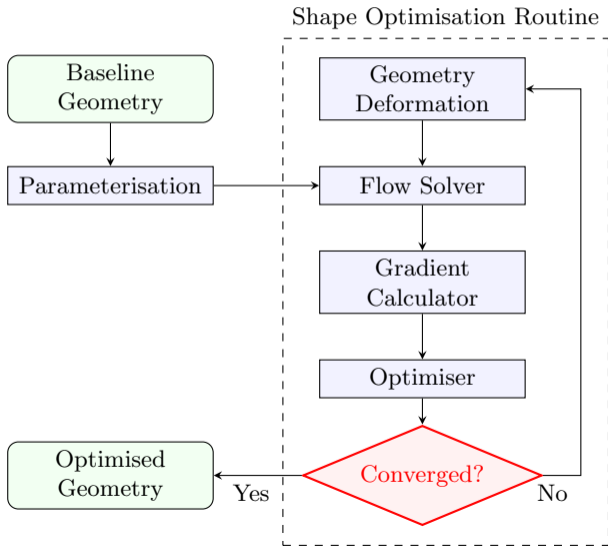 Shape Optimisation Routine
Baseline
Geometry
Geometry
Deformation
Parameterisation
Flow Solver
Gradient
Calculator
Optimiser
Optimised
Geometry
Converged?
Yes
No